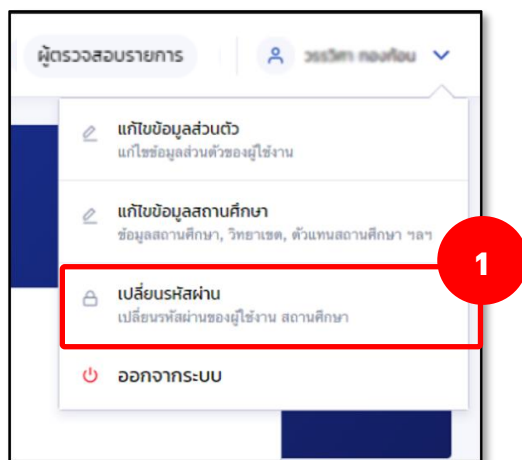 ผู้ตรวจสอบรายการ
แก้ไขข้อมูลส่วนตัว
แก้ไขข้อมูลส่วนตัวของผู้ใช้งาน
แก้ไขข้อมูลสถานศึกษา
ข้อมูลสถานศึกษา, วิทยาเขต, ตัวแทนสถานศึกษา ฯลฯ
1
เปลี่ยนรหัสผ่าน
เปลี่ยนรหัสผ่านของผู้ใช้งาน สถานศึกษา
ออกจากระบบ